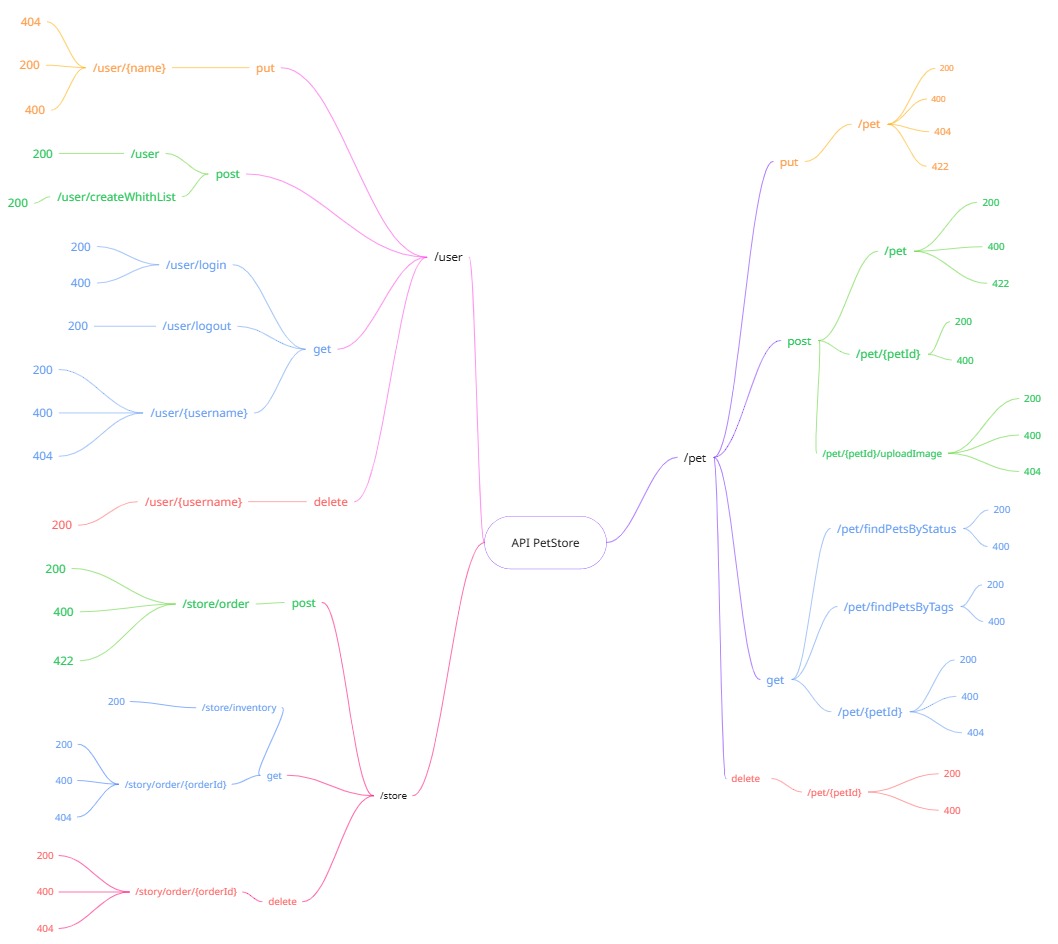 API PetStore
/user
put
/user/{name}
404
200
400
post
/user
200
/user/createWhithList
200
get
/user/login
200
400
/user/logout
200
/user/{username}
200
400
404
delete
/user/{username}
200
/store
post
/store/order
200
400
422
get
/store/inventory
200
/story/order/{orderId}
200
400
404
delete
/story/order/{orderId}
200
400
404
/pet
put
/pet
200
400
404
422
post
/pet
200
400
422
/pet/{petId}
200
400
/pet/{petId}/uploadImage
200
400
404
get
/pet/findPetsByStatus
200
400
/pet/findPetsByTags
200
400
/pet/{petId}
200
400
404
delete
/pet/{petId}
200
400